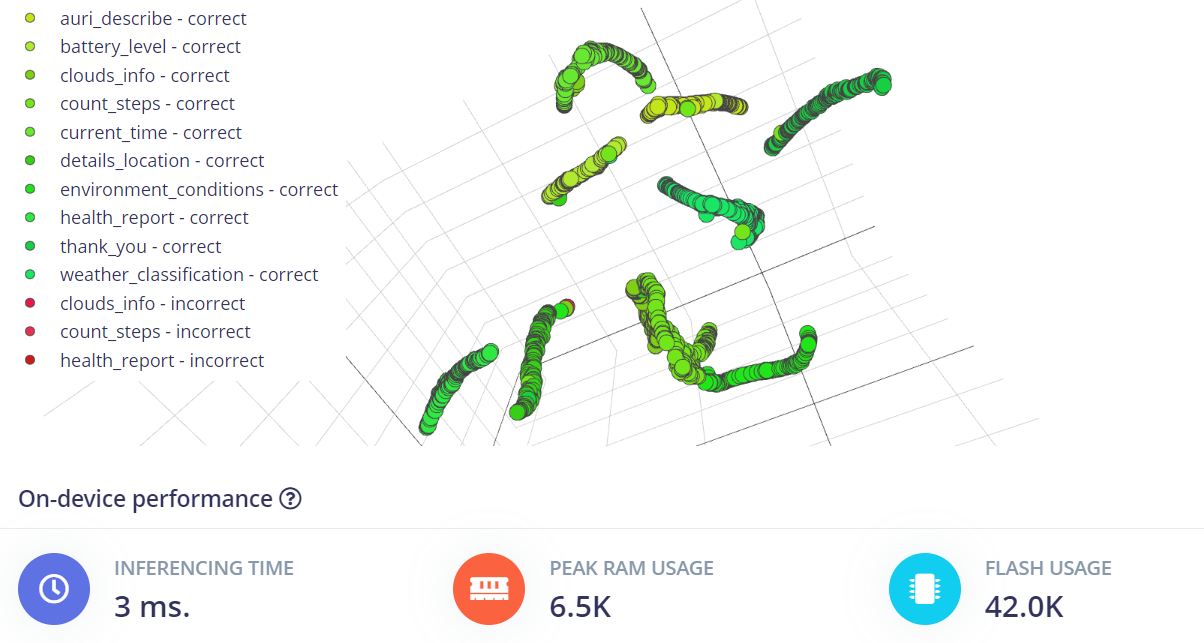 auri_describe - correct
battery_level - correct
clouds_info - correct
count_steps - correct
current_time - correct
details_location - correct
environment_conditions - correct
health_report - correct
thank_you - correct
weather_classification - correct
clouds_info - incorrect
count_steps - incorrect
health_report - incorrect
On-device performance ?
INFERENCING TIME
3 ms.
PEAK RAM USAGE
6.5K
FLASH USAGE
42.0K